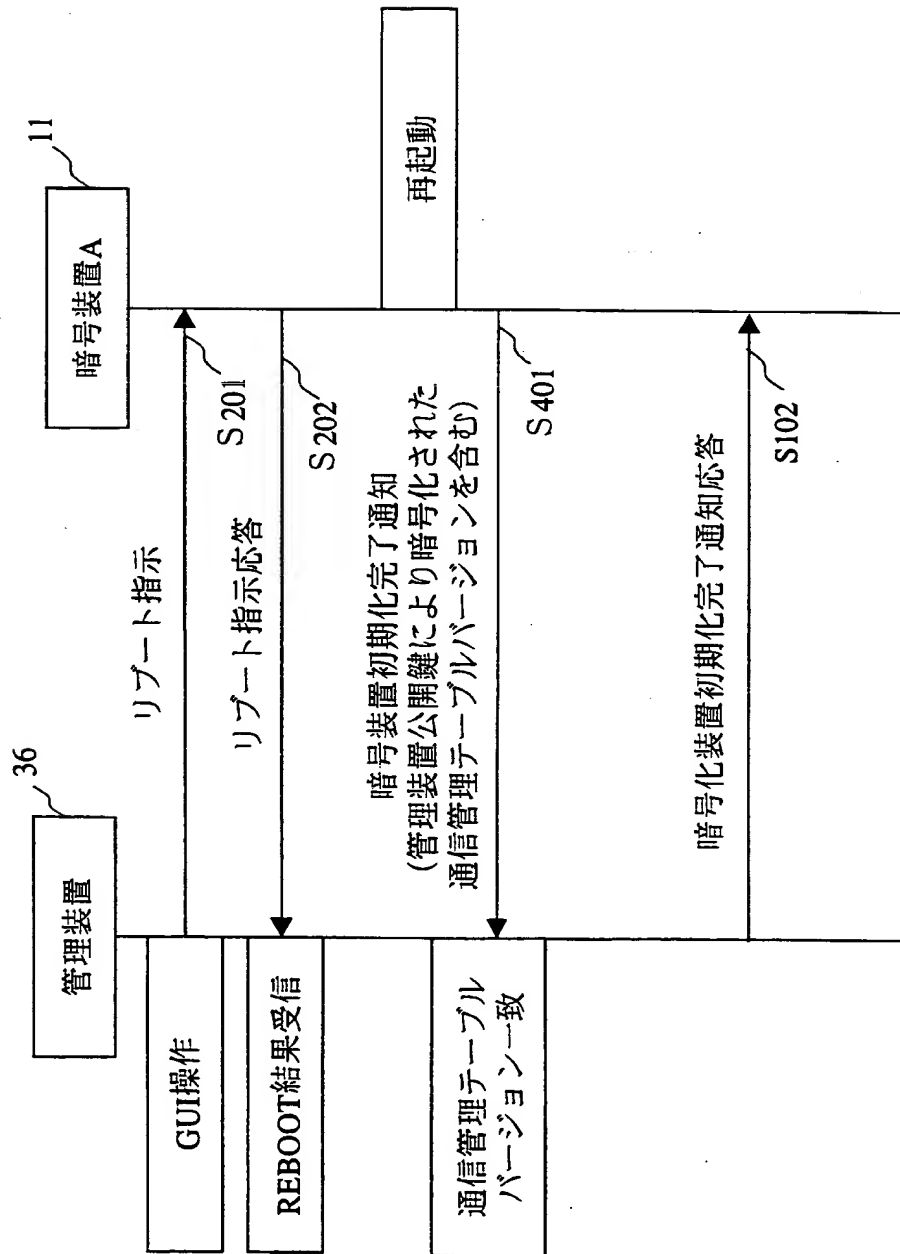 管理装置
36
暗号装置A
11
GUI操作
リブート指示
S201
REBOOT結果受信
リブート指示応答
S202
再起動
暗号装置初期化完了通知
(管理装置公開鍵により暗号化された
通信管理テーブルバージョンを含む)
S401
通信管理テーブル
バージョン一致
暗号化装置初期化完了通知応答
S102